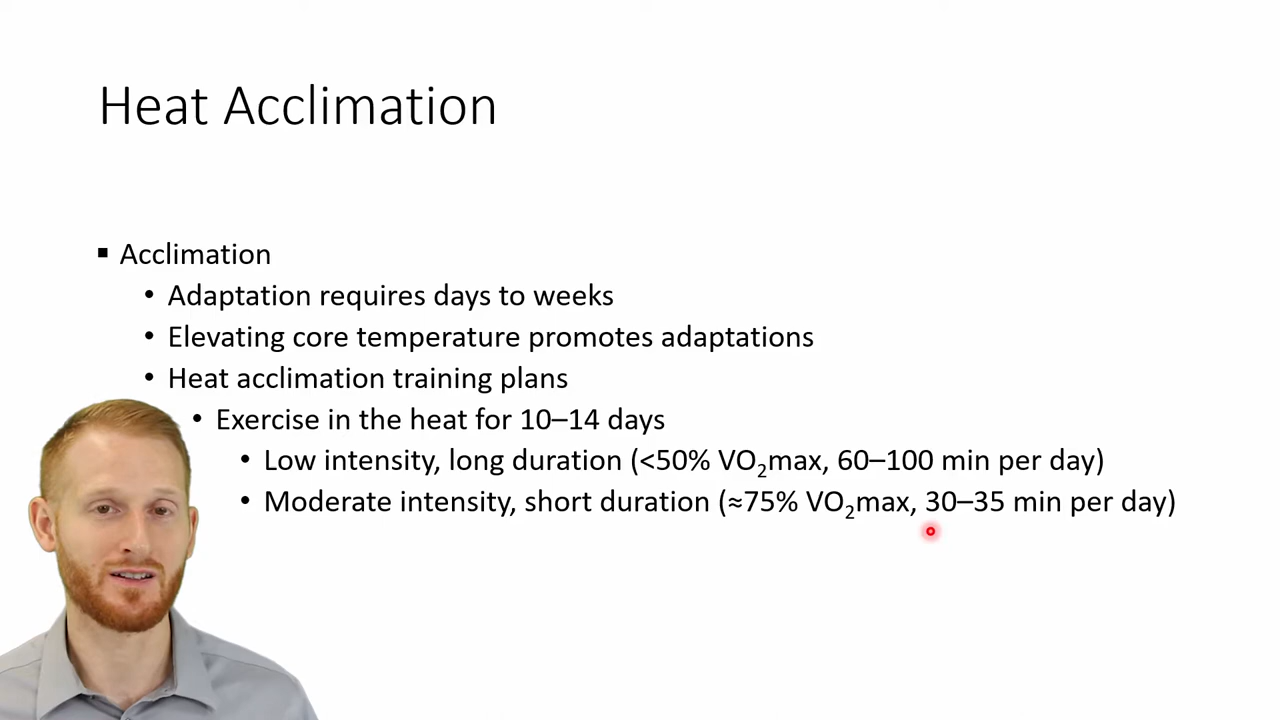 Heat Acclimation
▪ Acclimation
• Adaptation requires days to weeks
• Elevating core temperature promotes adaptations
• Heat acclimation training plans
• Exercise in the heat for 10–14 days
• Low intensity, long duration (<50% VO₂max, 60–100 min per day)
• Moderate intensity, short duration (≈75% VO₂max, 30–35 min per day)